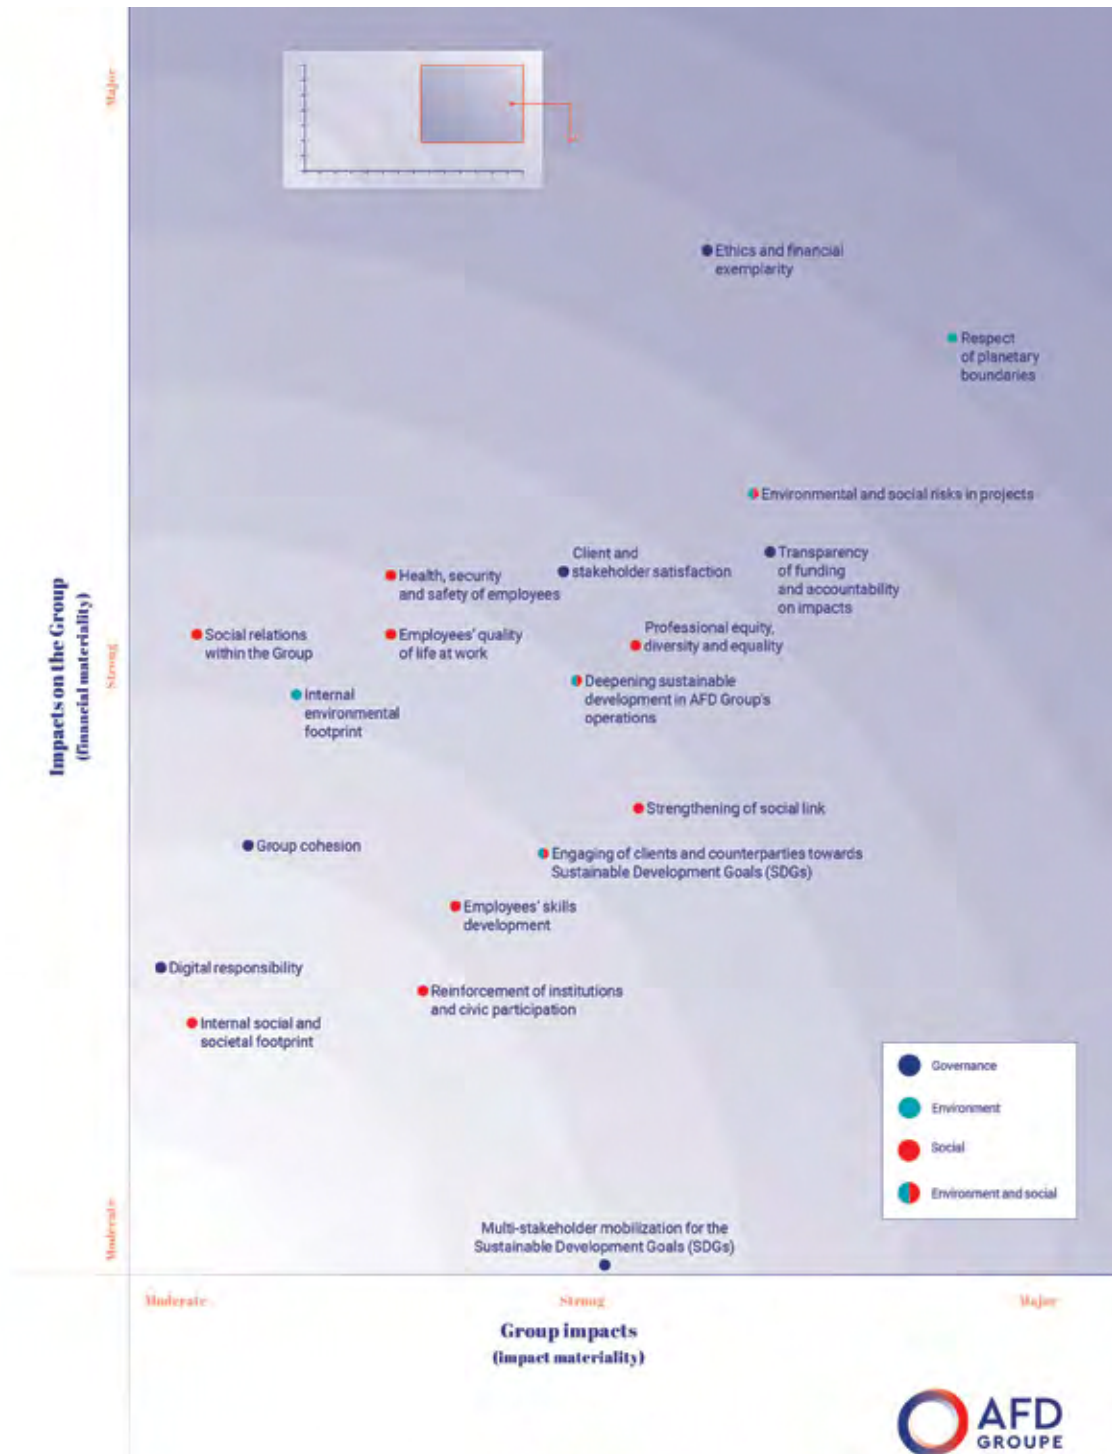 Major
Ethics and financial
exemplarity
Respect
of planetary
boundaries
Environmental and social risks in projects
Client and
stakeholder satisfaction
Transparency
of funding
and accountability
on impacts
Health, security
and safety of employees
Social relations
within the Group
Employees' quality
of life at work
Professional equity,
diversity and equality
Deepening sustainable
development in AFD Group's
operations
Internal
environmental
footprint
Impacts on the Group
(financial materiality)
Strong
Strengthening of social link
Group cohesion
Engaging of clients and counterparties towards
Sustainable Development Goals (SDGs)
Employees' skills
development
Digital responsibility
Reinforcement of institutions
and civic participation
Internal social and
societal footprint
Governance
Environment
Social
Environment and social
Moderate
Multi-stakeholder mobilization for the
Sustainable Development Goals (SDGs)
Moderate
Strong
Major
Group impacts
(impact materiality)
AFD
GROUPE